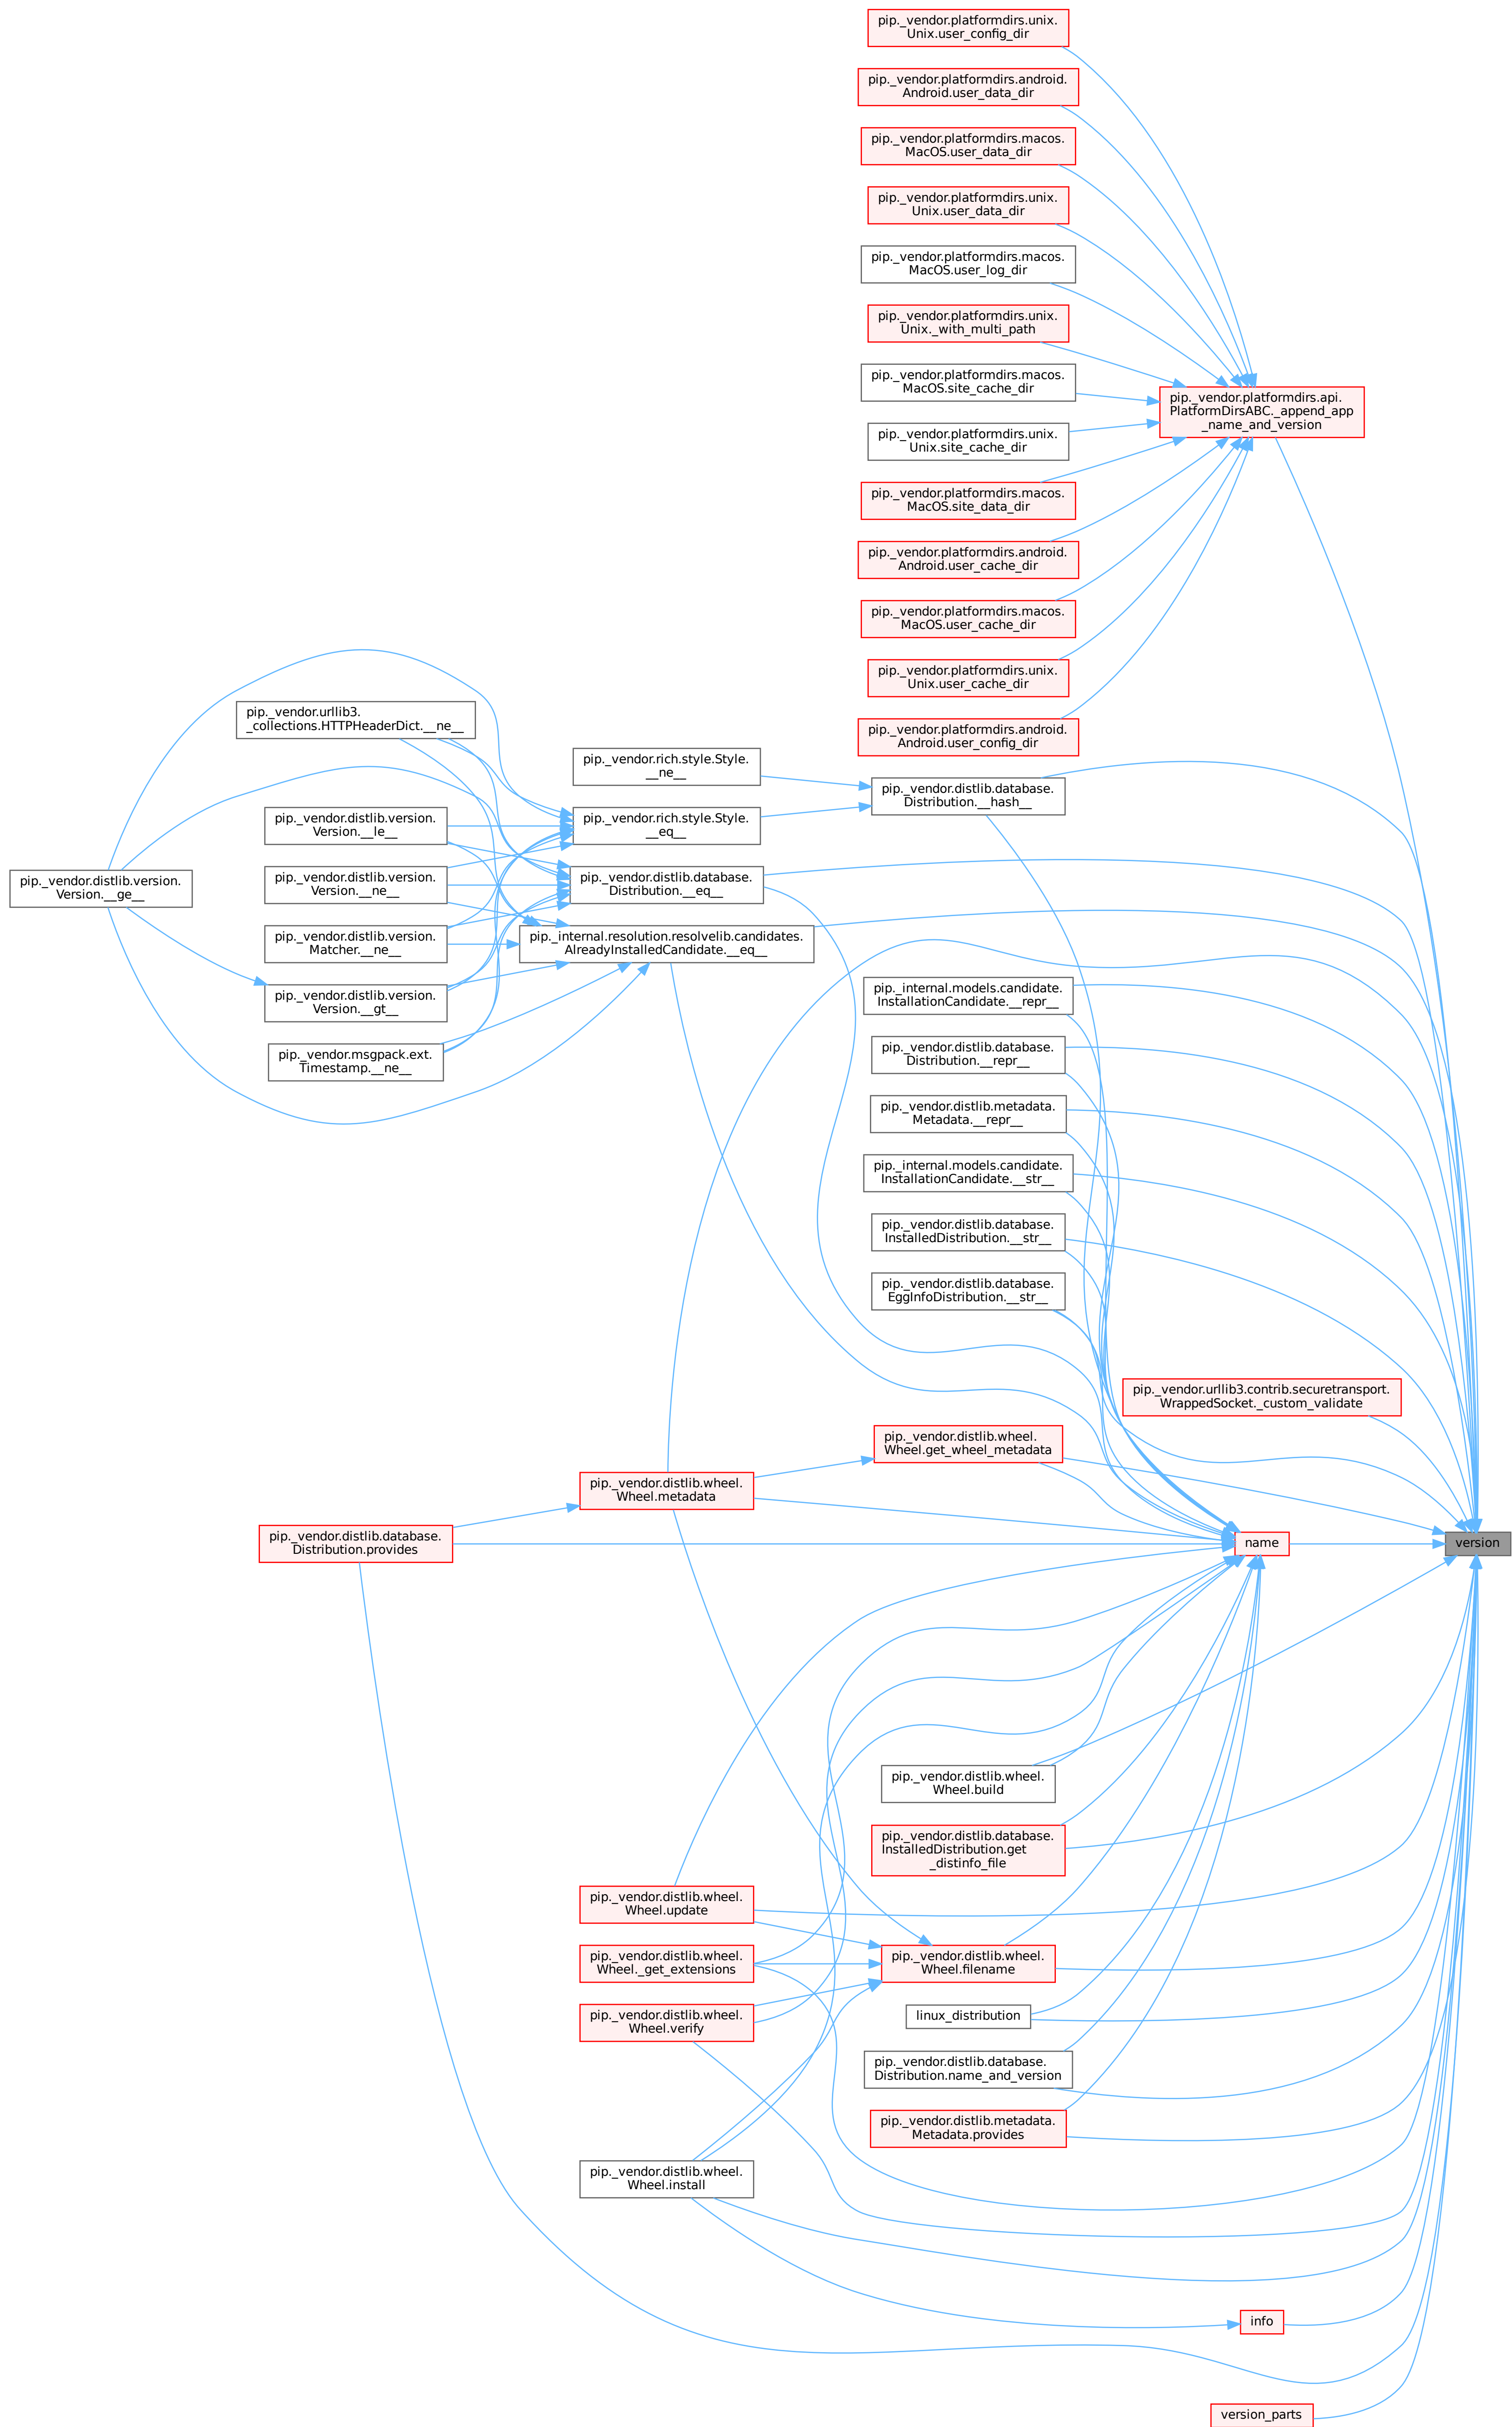 pip._vendor.platformdirs.unix.
Unix.user_config_dir
pip._vendor.platformdirs.android.
Android.user_data_dir
pip._vendor.platformdirs.macos.
MacOS.user_data_dir
pip._vendor.platformdirs.unix.
Unix.user_data_dir
pip._vendor.platformdirs.macos.
MacOS.user_log_dir
pip._vendor.platformdirs.unix.
Unix._with_multi_path
pip._vendor.platformdirs.macos.
MacOS.site_cache_dir
pip._vendor.platformdirs.api.
PlatformDirsABC._append_app
_name_and_version
pip._vendor.platformdirs.unix.
Unix.site_cache_dir
pip._vendor.platformdirs.macos.
MacOS.site_data_dir
pip._vendor.platformdirs.android.
Android.user_cache_dir
pip._vendor.platformdirs.macos.
MacOS.user_cache_dir
pip._vendor.platformdirs.unix.
Unix.user_cache_dir
pip._vendor.platformdirs.android.
Android.user_config_dir
pip._vendor.urllib3.
_collections.HTTPHeaderDict.__ne__
pip._vendor.rich.style.Style.
__ne__
pip._vendor.distlib.database.
Distribution.__hash__
pip._vendor.distlib.version.
Version.__le__
pip._vendor.rich.style.Style.
__eq__
pip._vendor.distlib.version.
Version.__ge__
pip._vendor.distlib.version.
Version.__ne__
pip._vendor.distlib.database.
Distribution.__eq__
pip._vendor.distlib.version.
Matcher.__ne__
pip._internal.resolution.resolvelib.candidates.
AlreadyInstalledCandidate.__eq__
pip._vendor.distlib.version.
Version.__gt__
pip._internal.models.candidate.
InstallationCandidate.__repr__
pip._vendor.msgpack.ext.
Timestamp.__ne__
pip._vendor.distlib.database.
Distribution.__repr__
pip._vendor.distlib.metadata.
Metadata.__repr__
pip._internal.models.candidate.
InstallationCandidate.__str__
pip._vendor.distlib.database.
InstalledDistribution.__str__
pip._vendor.distlib.database.
EggInfoDistribution.__str__
pip._vendor.urllib3.contrib.securetransport.
WrappedSocket._custom_validate
pip._vendor.distlib.wheel.
Wheel.get_wheel_metadata
pip._vendor.distlib.wheel.
Wheel.metadata
pip._vendor.distlib.database.
Distribution.provides
name
version
pip._vendor.distlib.wheel.
Wheel.build
pip._vendor.distlib.database.
InstalledDistribution.get
_distinfo_file
pip._vendor.distlib.wheel.
Wheel.update
pip._vendor.distlib.wheel.
Wheel._get_extensions
pip._vendor.distlib.wheel.
Wheel.filename
pip._vendor.distlib.wheel.
Wheel.verify
linux_distribution
pip._vendor.distlib.database.
Distribution.name_and_version
pip._vendor.distlib.metadata.
Metadata.provides
pip._vendor.distlib.wheel.
Wheel.install
info
version_parts